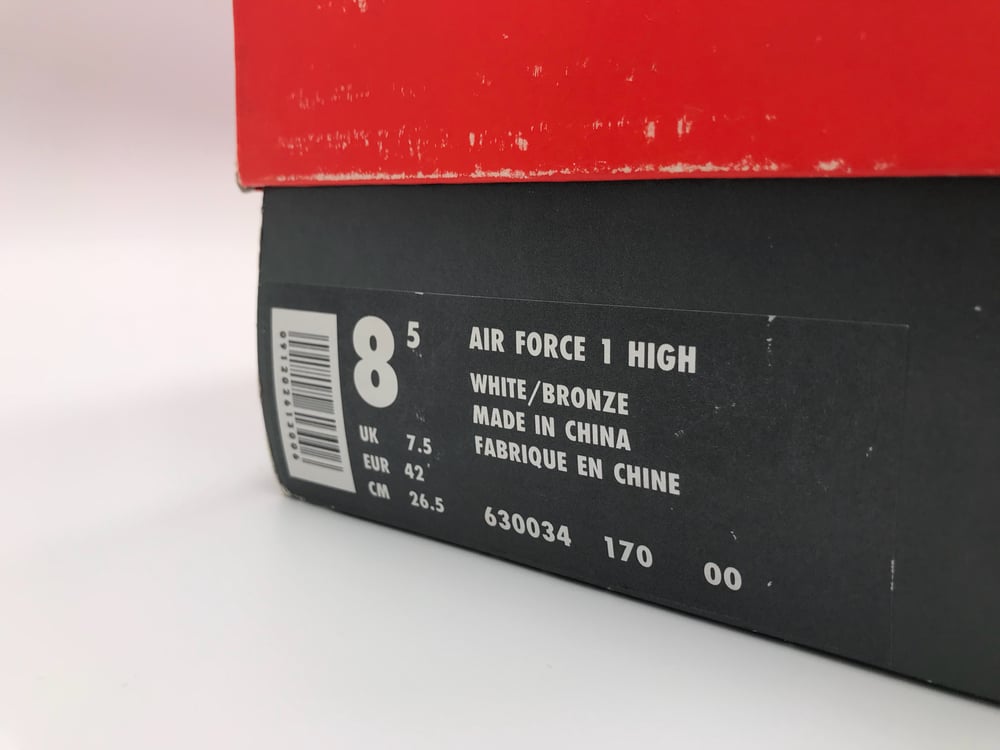 8 5
UK 7.5
EUR 42
CM 26.5
AIR FORCE 1 HIGH
WHITE/BRONZE
MADE IN CHINA
FABRIQUE EN CHINE
630034 170 00